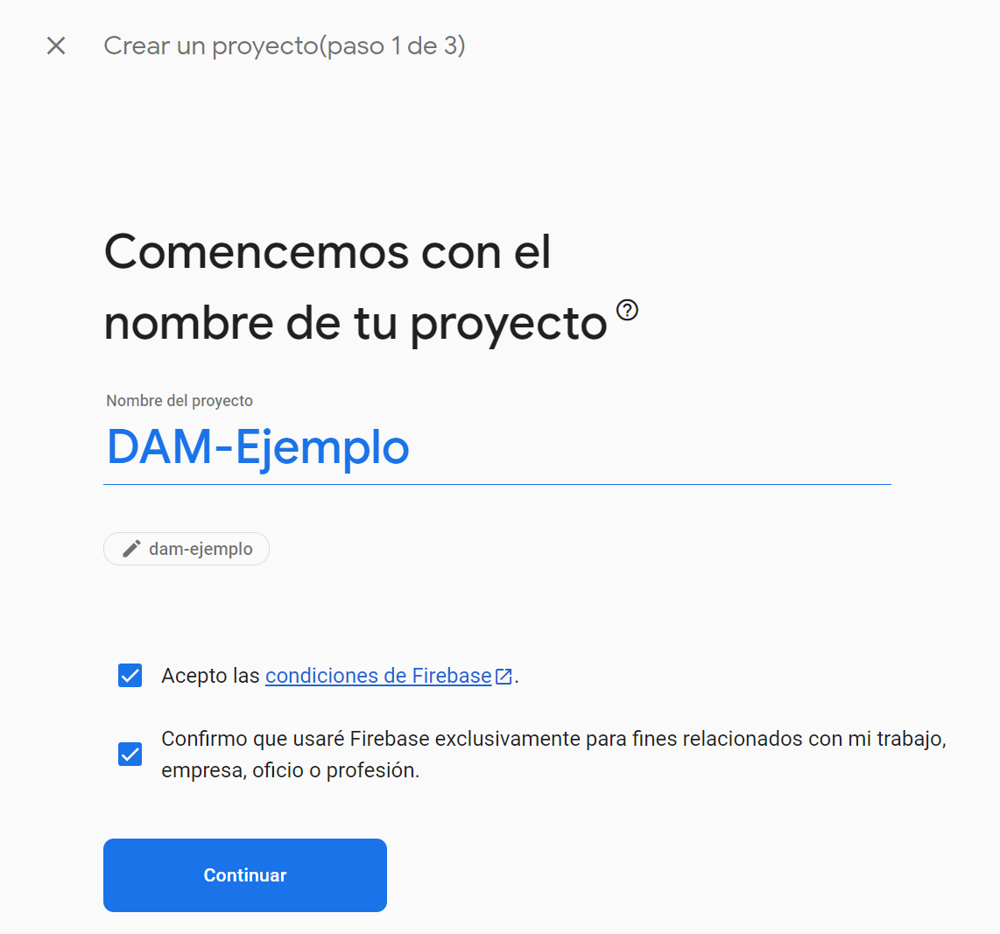 Crear un proyecto(paso 1 de 3)
Comencemos con el
nombre de tu proyecto
Nombre del proyecto
DAM-Ejemplo
dam-ejemplo
Acepto las condiciones de Firebase.
Confirmo que usaré Firebase exclusivamente para fines relacionados con mi trabajo,
empresa, oficio o profesión.
Continuar